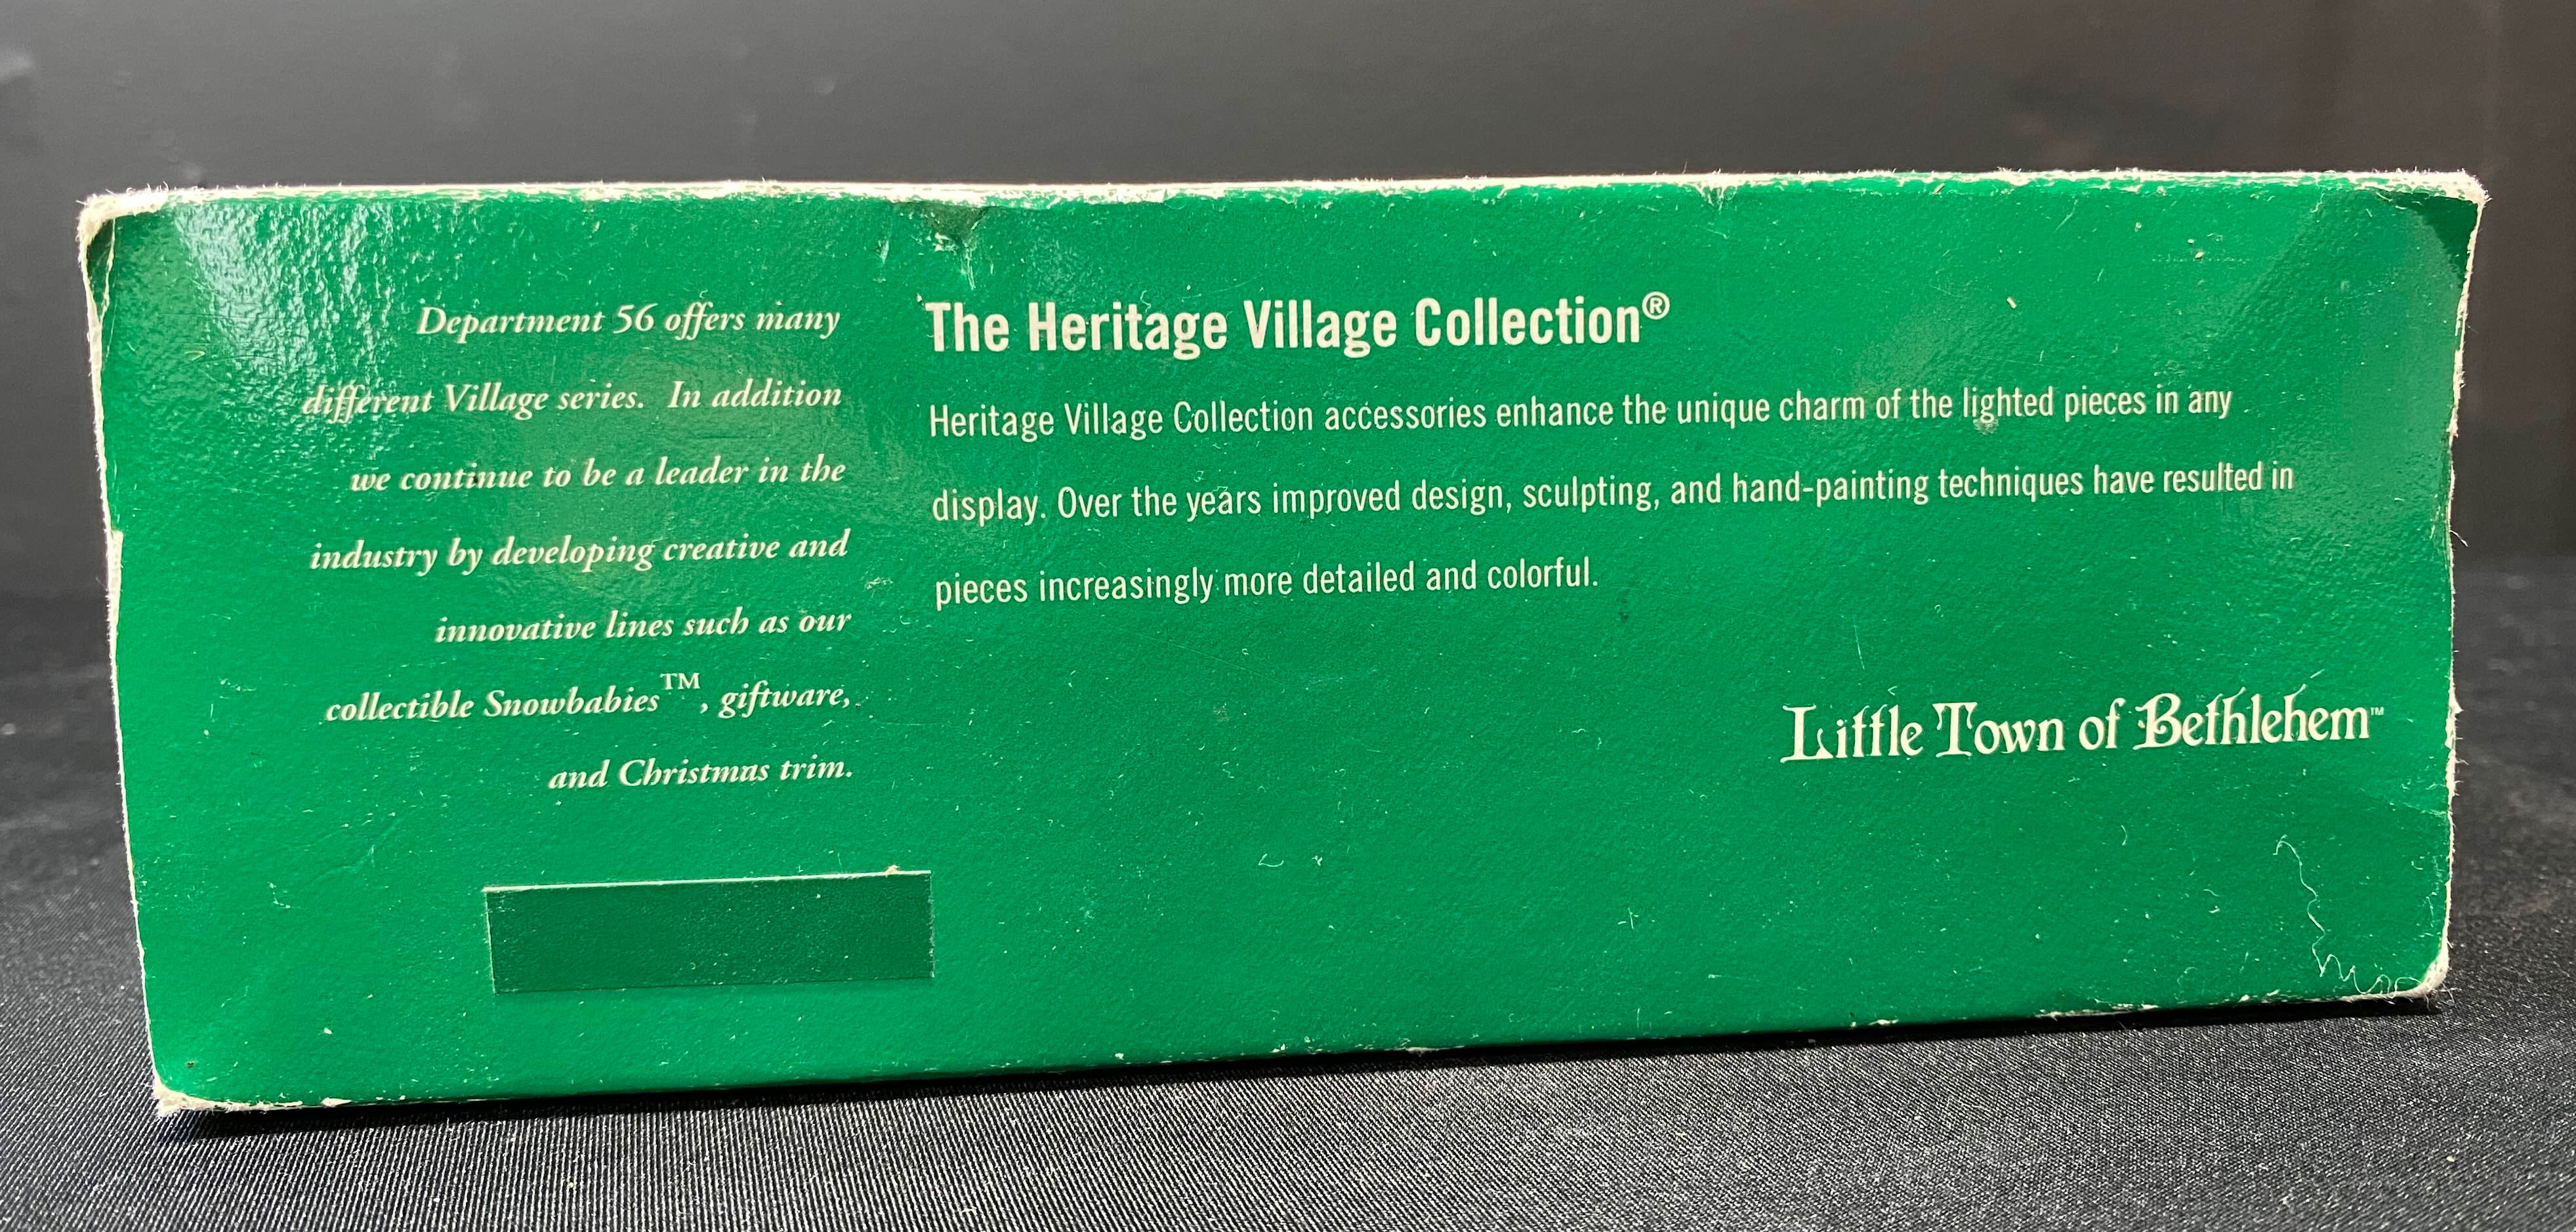 Department 56 offers many
different Village series. In addition
we continue to be a leader in the
industry by developing creative and
innovative lines such as our
collectible Snowbabies™, giftware,
and Christmas trim.
The Heritage Village Collection®
Heritage Village Collection accessories enhance the unique charm of the lighted pieces in any
display. Over the years improved design, sculpting, and hand-painting techniques have resulted in
pieces increasingly more detailed and colorful.
Little Town of Bethlehem™